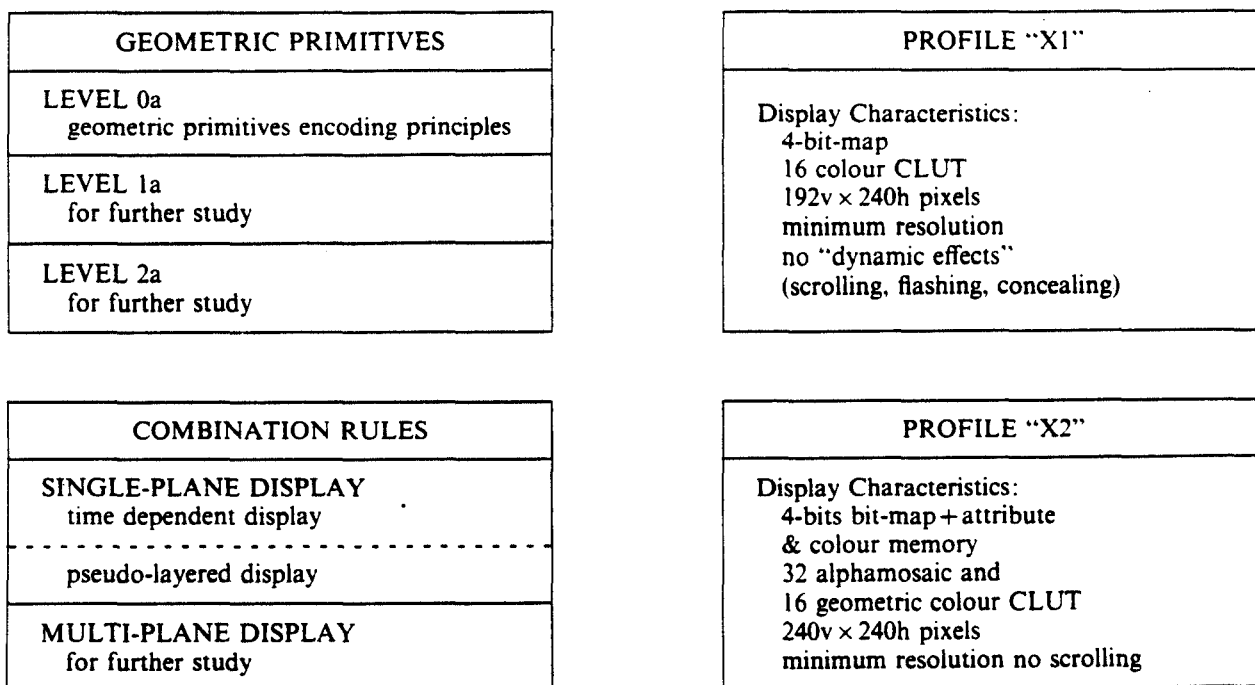 GEOMETRIC PRIMITIVES
LEVEL 0a
geometric primitives encoding principles
LEVEL 1a
for further study
LEVEL 2a
for further study
PROFILE “X1”
Display Characteristics:
4-bit-map
16 colour CLUT
192v × 240h pixels
minimum resolution
no “dynamic effects”
(scrolling, flashing, concealing)
COMBINATION RULES
SINGLE-PLANE DISPLAY
time dependent display
pseudo-layered display
MULTI-PLANE DISPLAY
for further study
PROFILE “X2”
Display Characteristics:
4-bits bit-map + attribute
& colour memory
32 alphamosaic and
16 geometric colour CLUT
240v × 240h pixels
minimum resolution no scrolling